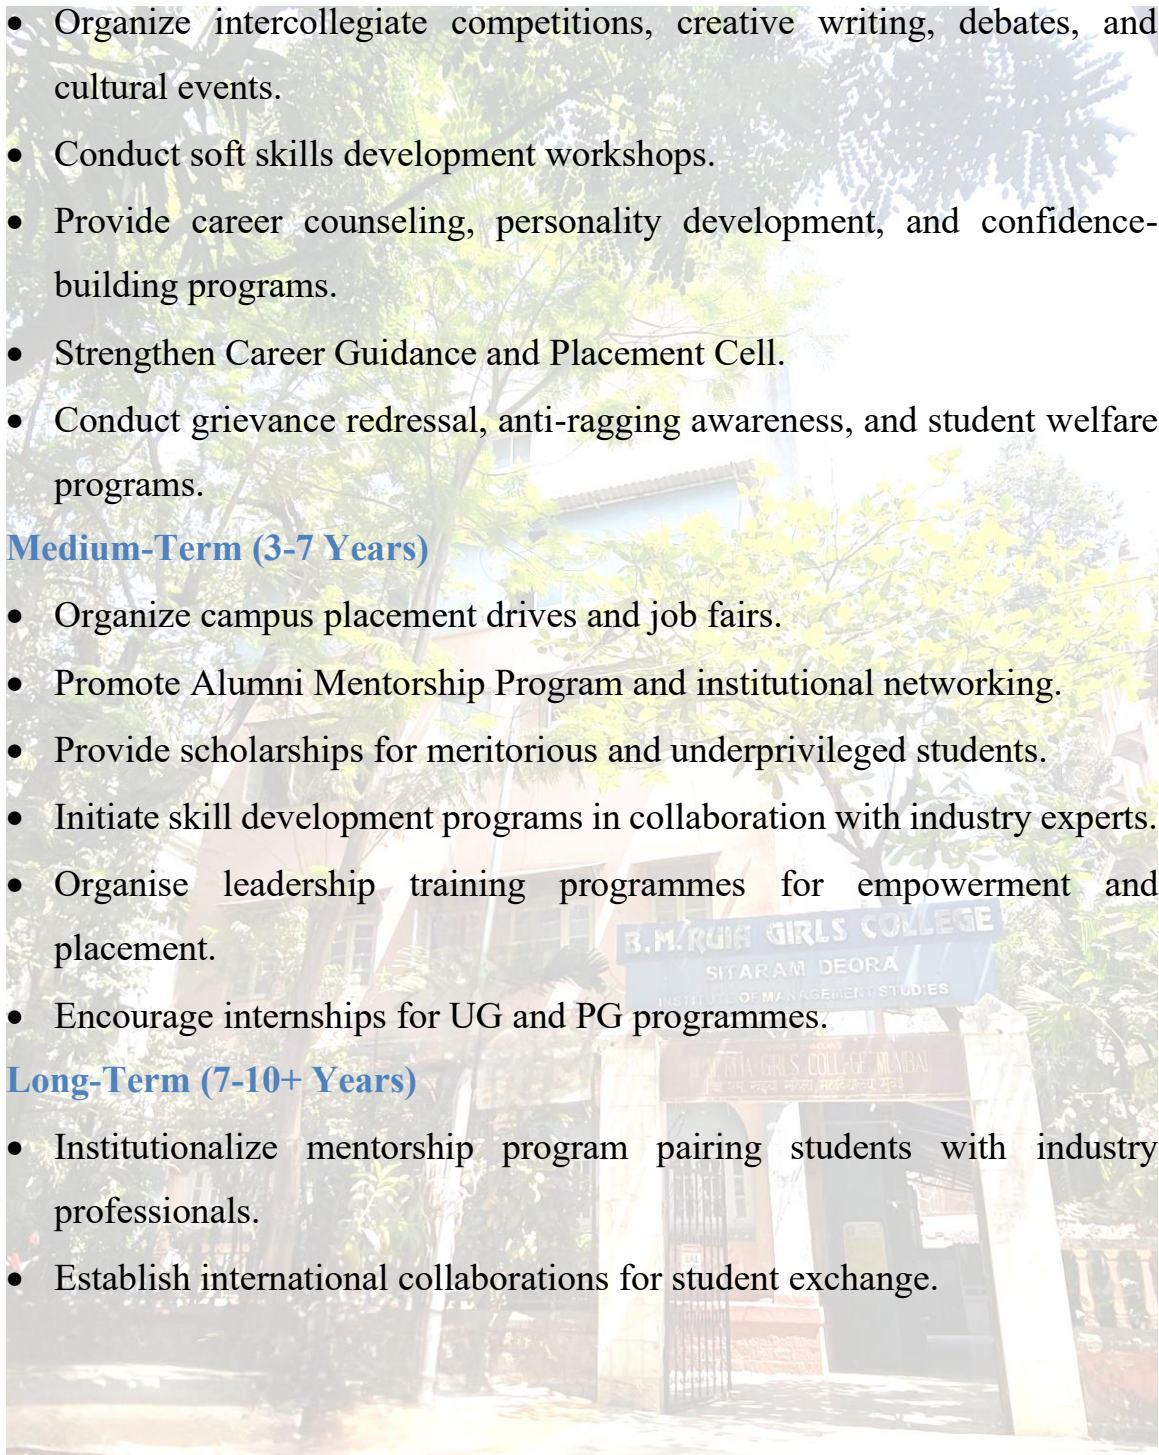 • Organize intercollegiate competitions, creative writing, debates, and
cultural events.
• Conduct soft skills development workshops.
• Provide career counseling, personality development, and confidence-
building programs.
• Strengthen Career Guidance and Placement Cell.
• Conduct grievance redressal, anti-ragging awareness, and student welfare
programs.
Medium-Term (3-7 Years)
• Organize campus placement drives and job fairs.
• Promote Alumni Mentorship Program and institutional networking.
• Provide scholarships for meritorious and underprivileged students.
• Initiate skill development programs in collaboration with industry experts.
• Organise leadership training programmes for empowerment and
placement.
B.M. RUIA GIRLS COLLEGE
SITARAM DEORA
INSTITUTE OF MANAGEMENT STUDIES
• Encourage internships for UG and PG programmes.
RUIA GIRLS COLLEGE MUMBAI
Long-Term (7-10+ Years)
• Institutionalize mentorship program pairing students with industry
professionals.
• Establish international collaborations for student exchange.